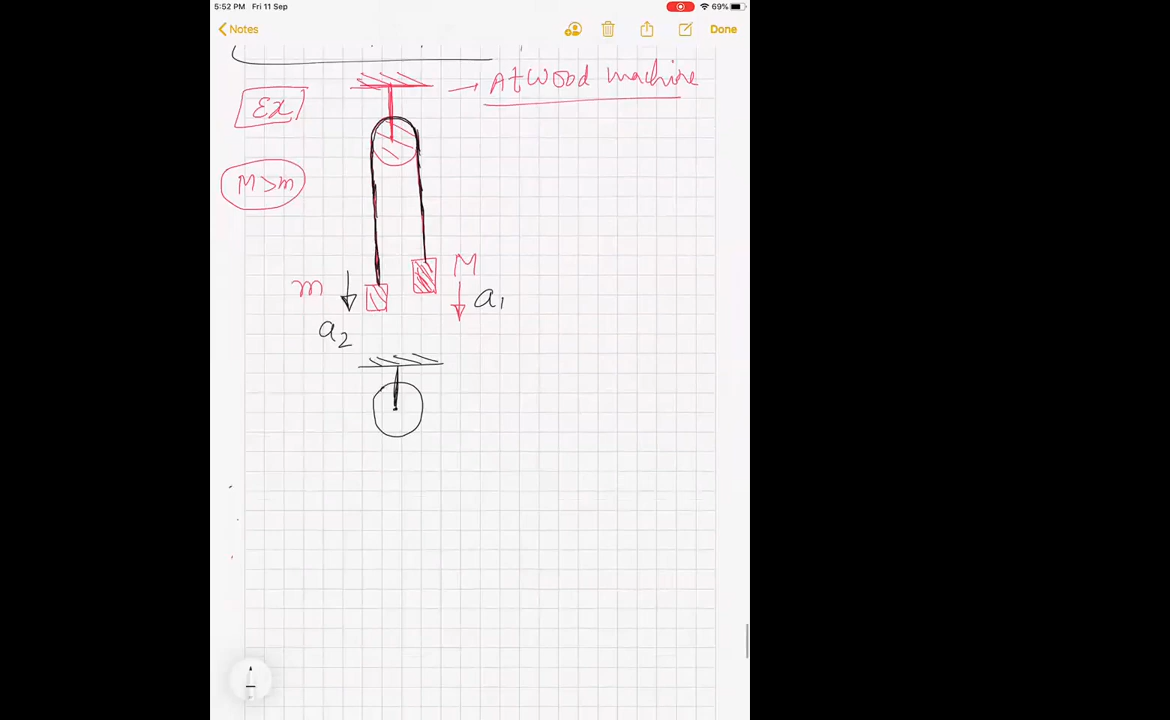 5:52 PM Fri 11 Sep
69%
Notes
Done
Atwood machine
Ex
M>m
M
m
a1
a2